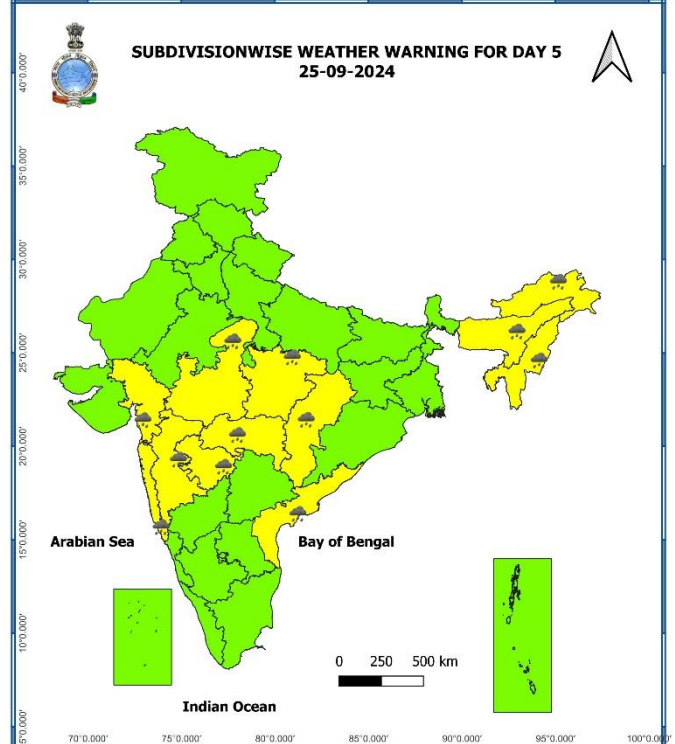 SUBDIVISIONWISE WEATHER WARNING FOR DAY 5
25-09-2024
40°0.000'
35°0.000'
30°0.000'
25°0.000'
20°0.000'
15°0.000'
10°0.000'
5°0.000'
Arabian Sea
Bay of Bengal
Indian Ocean
0 250 500 km
70°0.000' 75°0.000' 80°0.000' 85°0.000' 90°0.000' 95°0.000' 100°0.000'